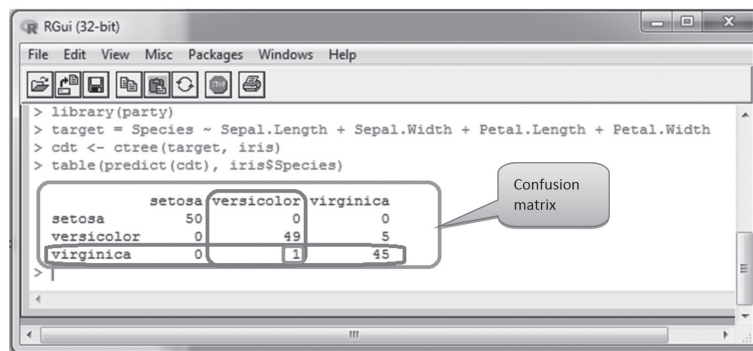 RGui (32-bit)
File Edit View Misc Packages Windows Help
STOP
> library(party)
> target = Species ~ Sepal.Length + Sepal.Width + Petal.Length + Petal.Width
> cdt <- ctree(target, iris)
> table(predict(cdt), iris$Species)
Confusion
matrix
setosa versicolor virginica
setosa 50 0 0
versicolor 0 49 5
virginica 0 1 45
>